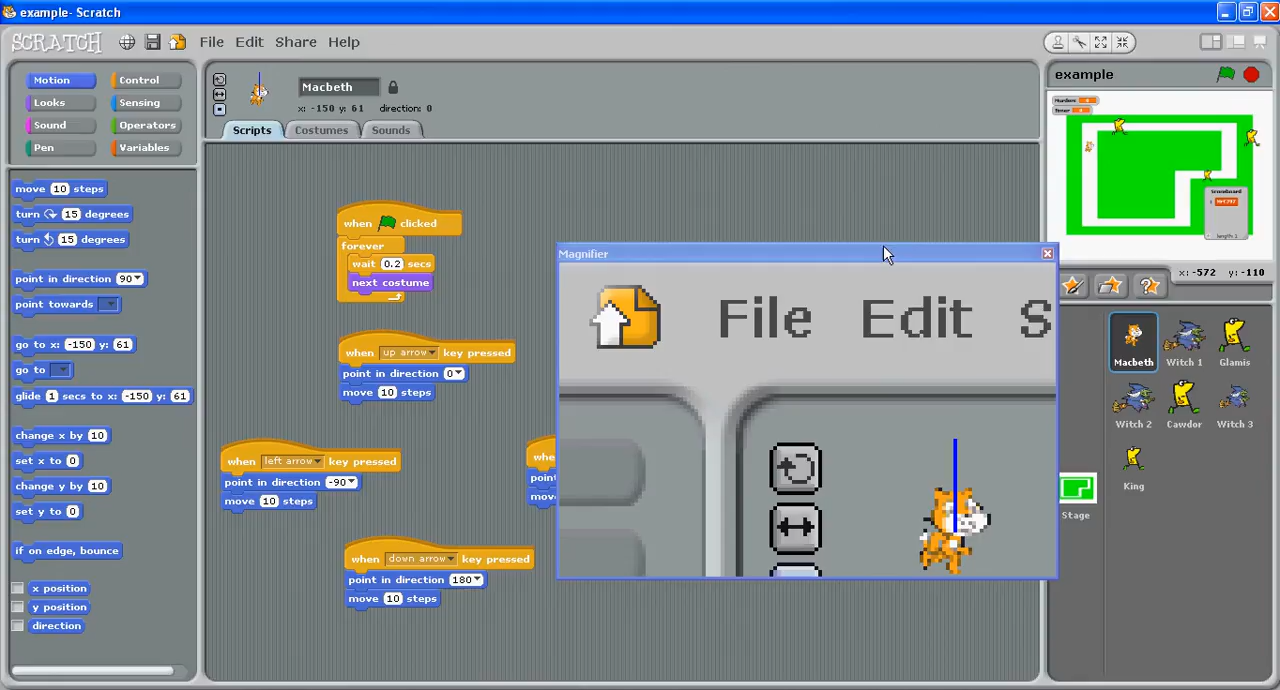 example- Scratch
SCRATCH File Edit Share Help
Motion Control
Looks Sensing
Sound Operators
Pen Variables
move 10 steps
turn 15 degrees
turn 15 degrees
point in direction 90
point towards
go to x: -150 y: 61
go to
glide 1 secs to x: -150 y: 61
change x by 10
set x to 0
change y by 10
set y to 0
if on edge, bounce
x position
y position
direction
Macbeth
x: -150 y: 61 direction: 0
Scripts Costumes Sounds
when clicked
forever
wait 0.2 secs
next costume
when up arrow key pressed
point in direction 0
move 10 steps
when left arrow key pressed
point in direction -90
move 10 steps
when down arrow key pressed
point in direction 180
move 10 steps
Magnifier
File Edit S
example
length: 1
x: -572 y: -110
Macbeth Witch 1 Glamis
Witch 2 Cawdor Witch 3
King
Stage